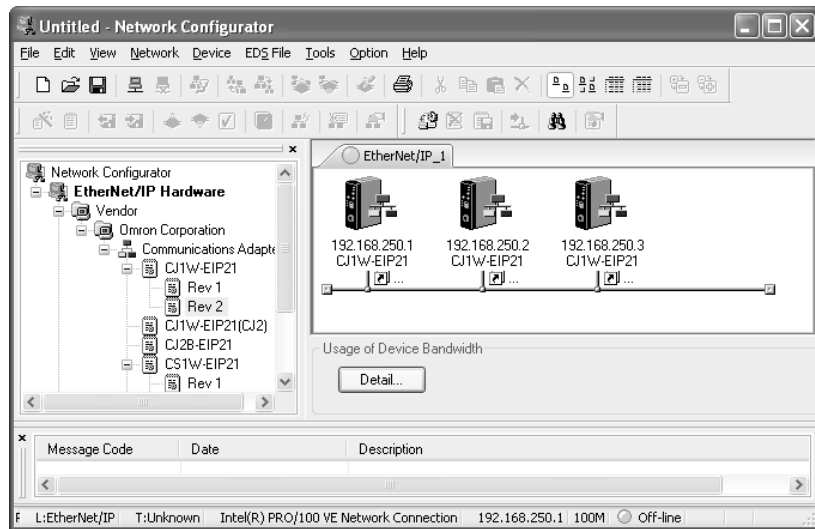 Untitled - Network Configurator
File Edit View Network Device EDS File Tools Option Help
Network Configurator
EtherNet/IP Hardware
Vendor
Omron Corporation
Communications Adapte
CJ1W-EIP21
Rev 1
Rev 2
CJ1W-EIP21(CJ2)
CJ2B-EIP21
CS1W-EIP21
Rev 1
EtherNet/IP_1
192.168.250.1 192.168.250.2 192.168.250.3
CJ1W-EIP21 CJ1W-EIP21 CJ1W-EIP21
... ... ...
Usage of Device Bandwidth
Detail...
Message Code Date Description
L:EtherNet/IP T:Unknown Intel(R) PRO/100 VE Network Connection 192.168.250.1 100M Off-line